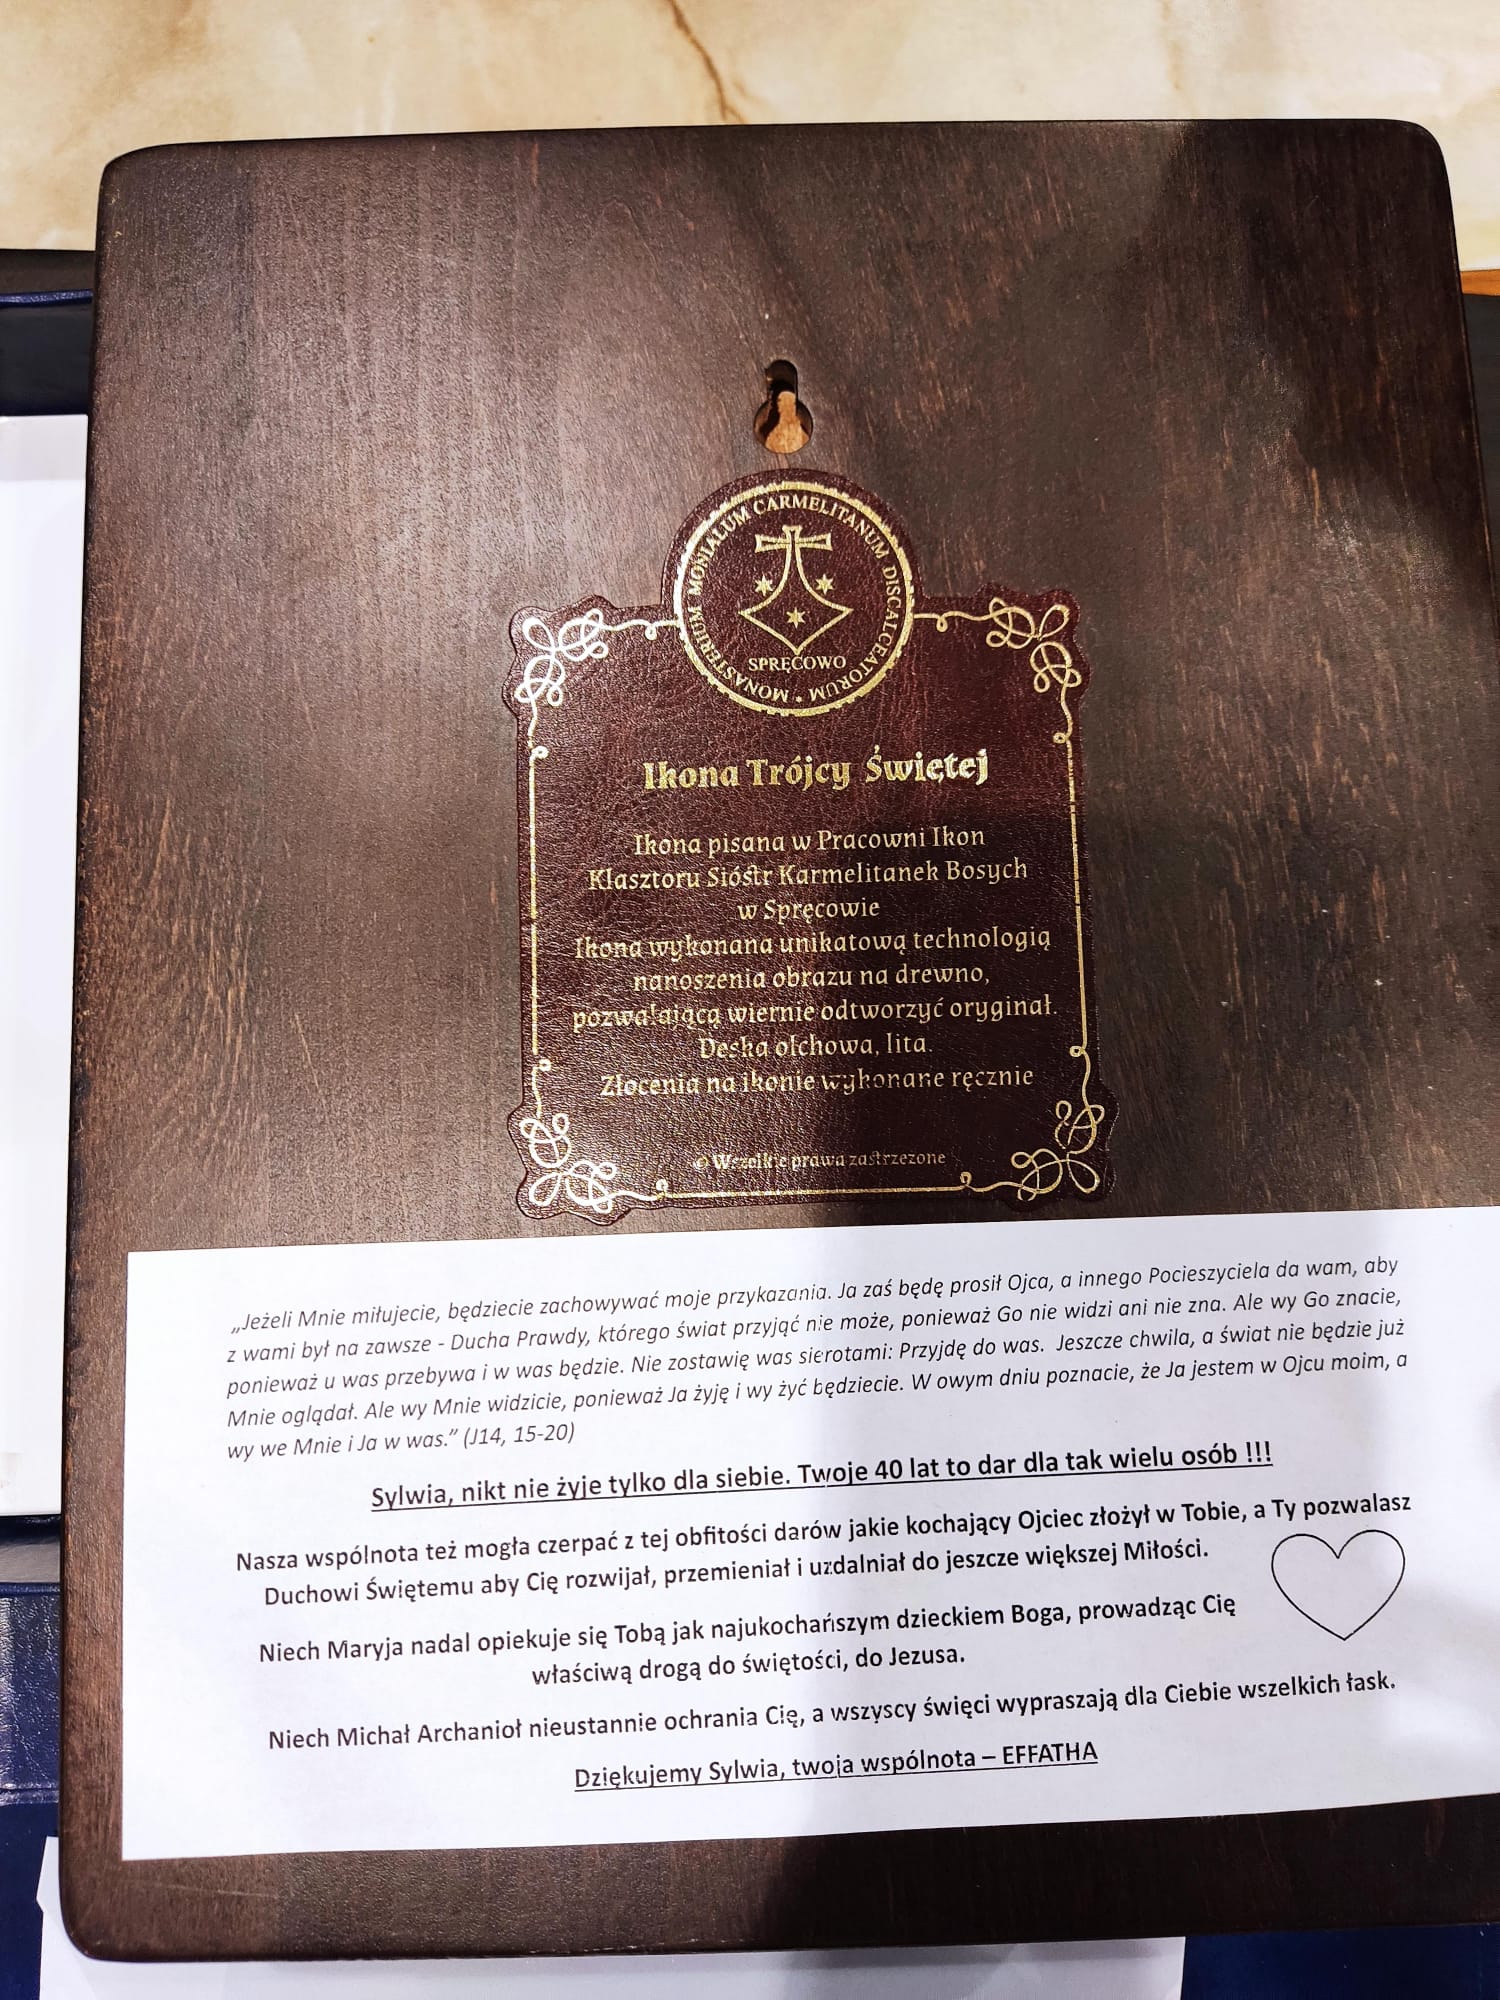 MONASTERIUM MONIALUM CARMELITANUM DISCALCEATORUM •
SPRĘCOWO
Ikona Trójcy Świętej
Ikona pisana w Pracowni Ikon
Klasztoru Sióstr Karmelitanek Bosych
w Spręcowie
Ikona wykonana unikatową technologią
nanoszenia obrazu na drewno,
pozwalającą wiernie odtworzyć oryginał.
Deska olchowa, lita.
Złocenia na ikonie wykonane ręcznie
© Wszelkie prawa zastrzezone
„Jeżeli Mnie miłujecie, będziecie zachowywać moje przykazania. Ja zaś będę prosił Ojca, a innego Pocieszyciela da wam, aby
z wami był na zawsze - Ducha Prawdy, którego świat przyjąć nie może, ponieważ Go nie widzi ani nie zna. Ale wy Go znacie,
ponieważ u was przebywa i w was będzie. Nie zostawię was sierotami: Przyjdę do was. Jeszcze chwila, a świat nie będzie już
Mnie oglądał. Ale wy Mnie widzicie, ponieważ Ja żyję i wy żyć będziecie. W owym dniu poznacie, że Ja jestem w Ojcu moim, a
wy we Mnie i Ja w was.” (J14, 15-20)
Sylwia, nikt nie żyje tylko dla siebie. Twoje 40 lat to dar dla tak wielu osób !!!
Nasza wspólnota też mogła czerpać z tej obfitości darów jakie kochający Ojciec złożył w Tobie, a Ty pozwalasz
Duchowi Świętemu aby Cię rozwijał, przemieniał i uzdalniał do jeszcze większej Miłości.
Niech Maryja nadal opiekuje się Tobą jak najukochańszym dzieckiem Boga, prowadząc Cię
właściwą drogą do świętości, do Jezusa.
Niech Michał Archanioł nieustannie ochrania Cię, a wszyscy święci wypraszają dla Ciebie wszelkich łask.
Dziękujemy Sylwia, twoja wspólnota – EFFATHA